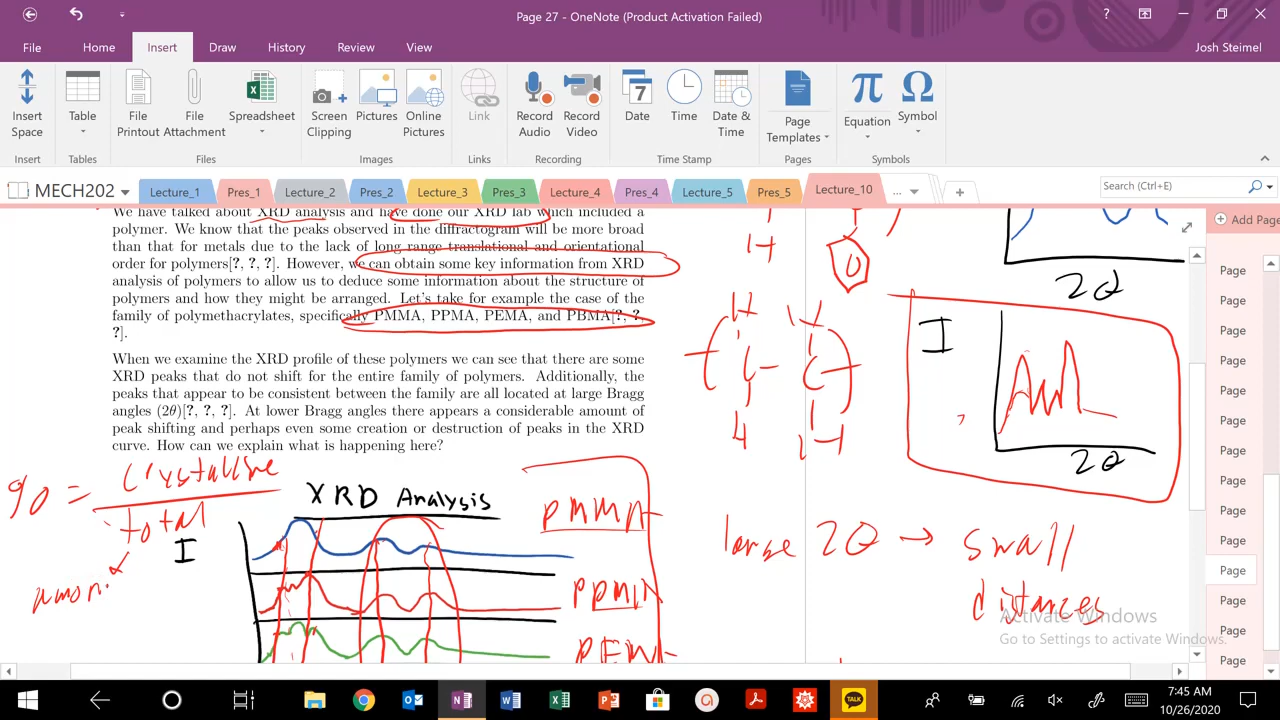 Page 27 - OneNote (Product Activation Failed)
File Home Insert Draw History Review View Josh Steimel
Insert Space
Table
File Printout
File Attachment
Spreadsheet
Screen Clipping
Pictures
Online Pictures
Link
Record Audio
Record Video
Date
Time
Date & Time
Page Templates
Equation
Symbol
Insert Tables Files Images Links Recording Time Stamp Pages Symbols
MECH202 Lecture_1 Pres_1 Lecture_2 Pres_2 Lecture_3 Pres_3 Lecture_4 Pres_4 Lecture_5 Pres_5 Lecture_10 ... Search (Ctrl+E)
Add Page
We have talked about XRD analysis and have done our XRD lab which included a
polymer. We know that the peaks observed in the diffractogram will be more broad
than that for metals due to the lack of long range translational and orientational
order for polymers[?, ?, ?]. However, we can obtain some key information from XRD
analysis of polymers to allow us to deduce some information about the structure of
polymers and how they might be arranged. Let's take for example the case of the
family of polymethacrylates, specifically PMMA, PPMA, PEMA, and PBMA[?, ?
?].
When we examine the XRD profile of these polymers we can see that there are some
XRD peaks that do not shift for the entire family of polymers. Additionally, the
peaks that appear to be consistent between the family are all located at large Bragg
angles (2θ)[?, ?, ?]. At lower Bragg angles there appears a considerable amount of
peak shifting and perhaps even some creation or destruction of peaks in the XRD
curve. How can we explain what is happening here?
% = Crystalline
total
XRD Analysis
I
PMMA
PPMA
PEMA
H
H H
C C
H H
2θ
I
2θ
large 2θ → small
distances
Activate Windows
Go to Settings to activate Windows.
Page
Page
Page
Page
Page
Page
Page
Page
Page
Page
Page
Page
Page
Page
TALK
7:45 AM
10/26/2020